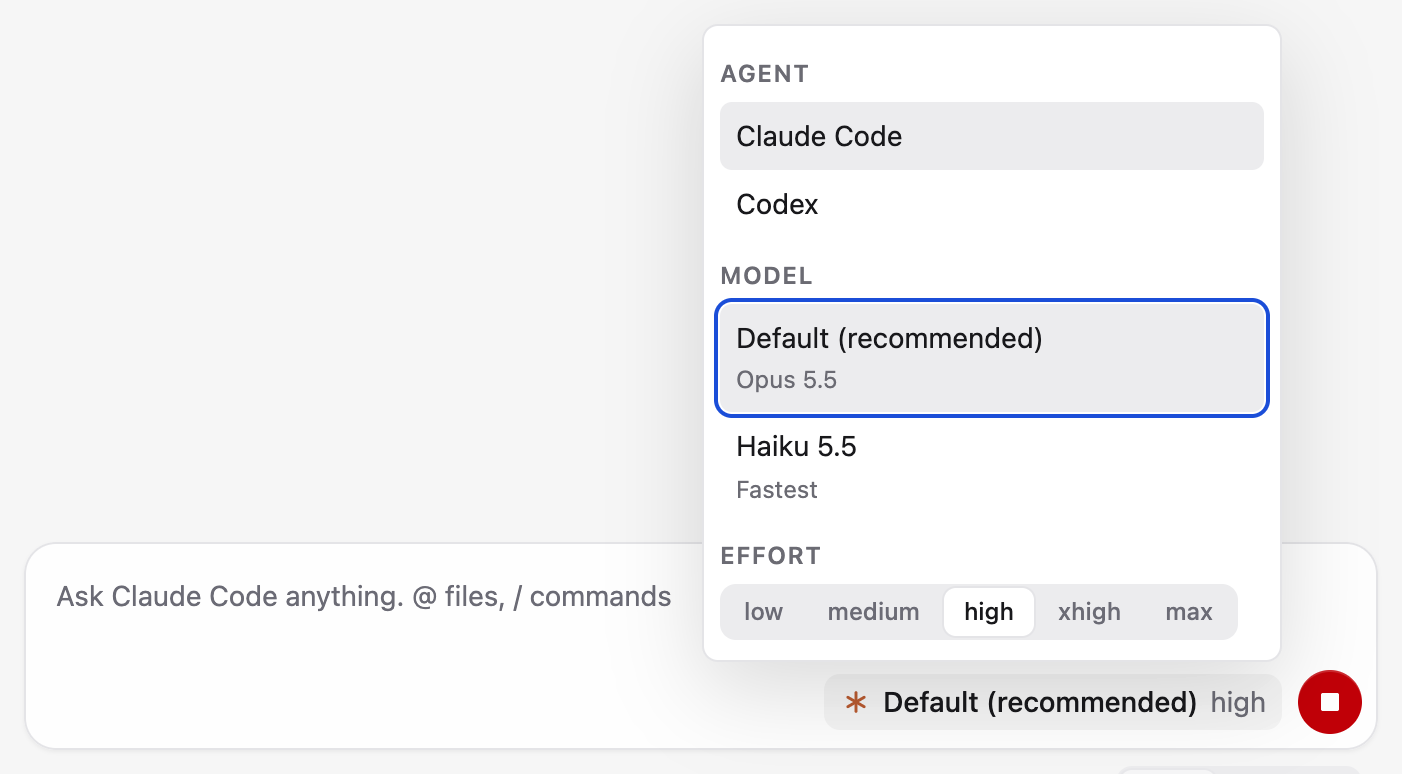 AGENT
Claude Code
Codex
MODEL
Default (recommended)
Opus 5.5
Haiku 5.5
Fastest
EFFORT
low medium high xhigh max
Ask Claude Code anything. @ files, / commands
Default (recommended) high